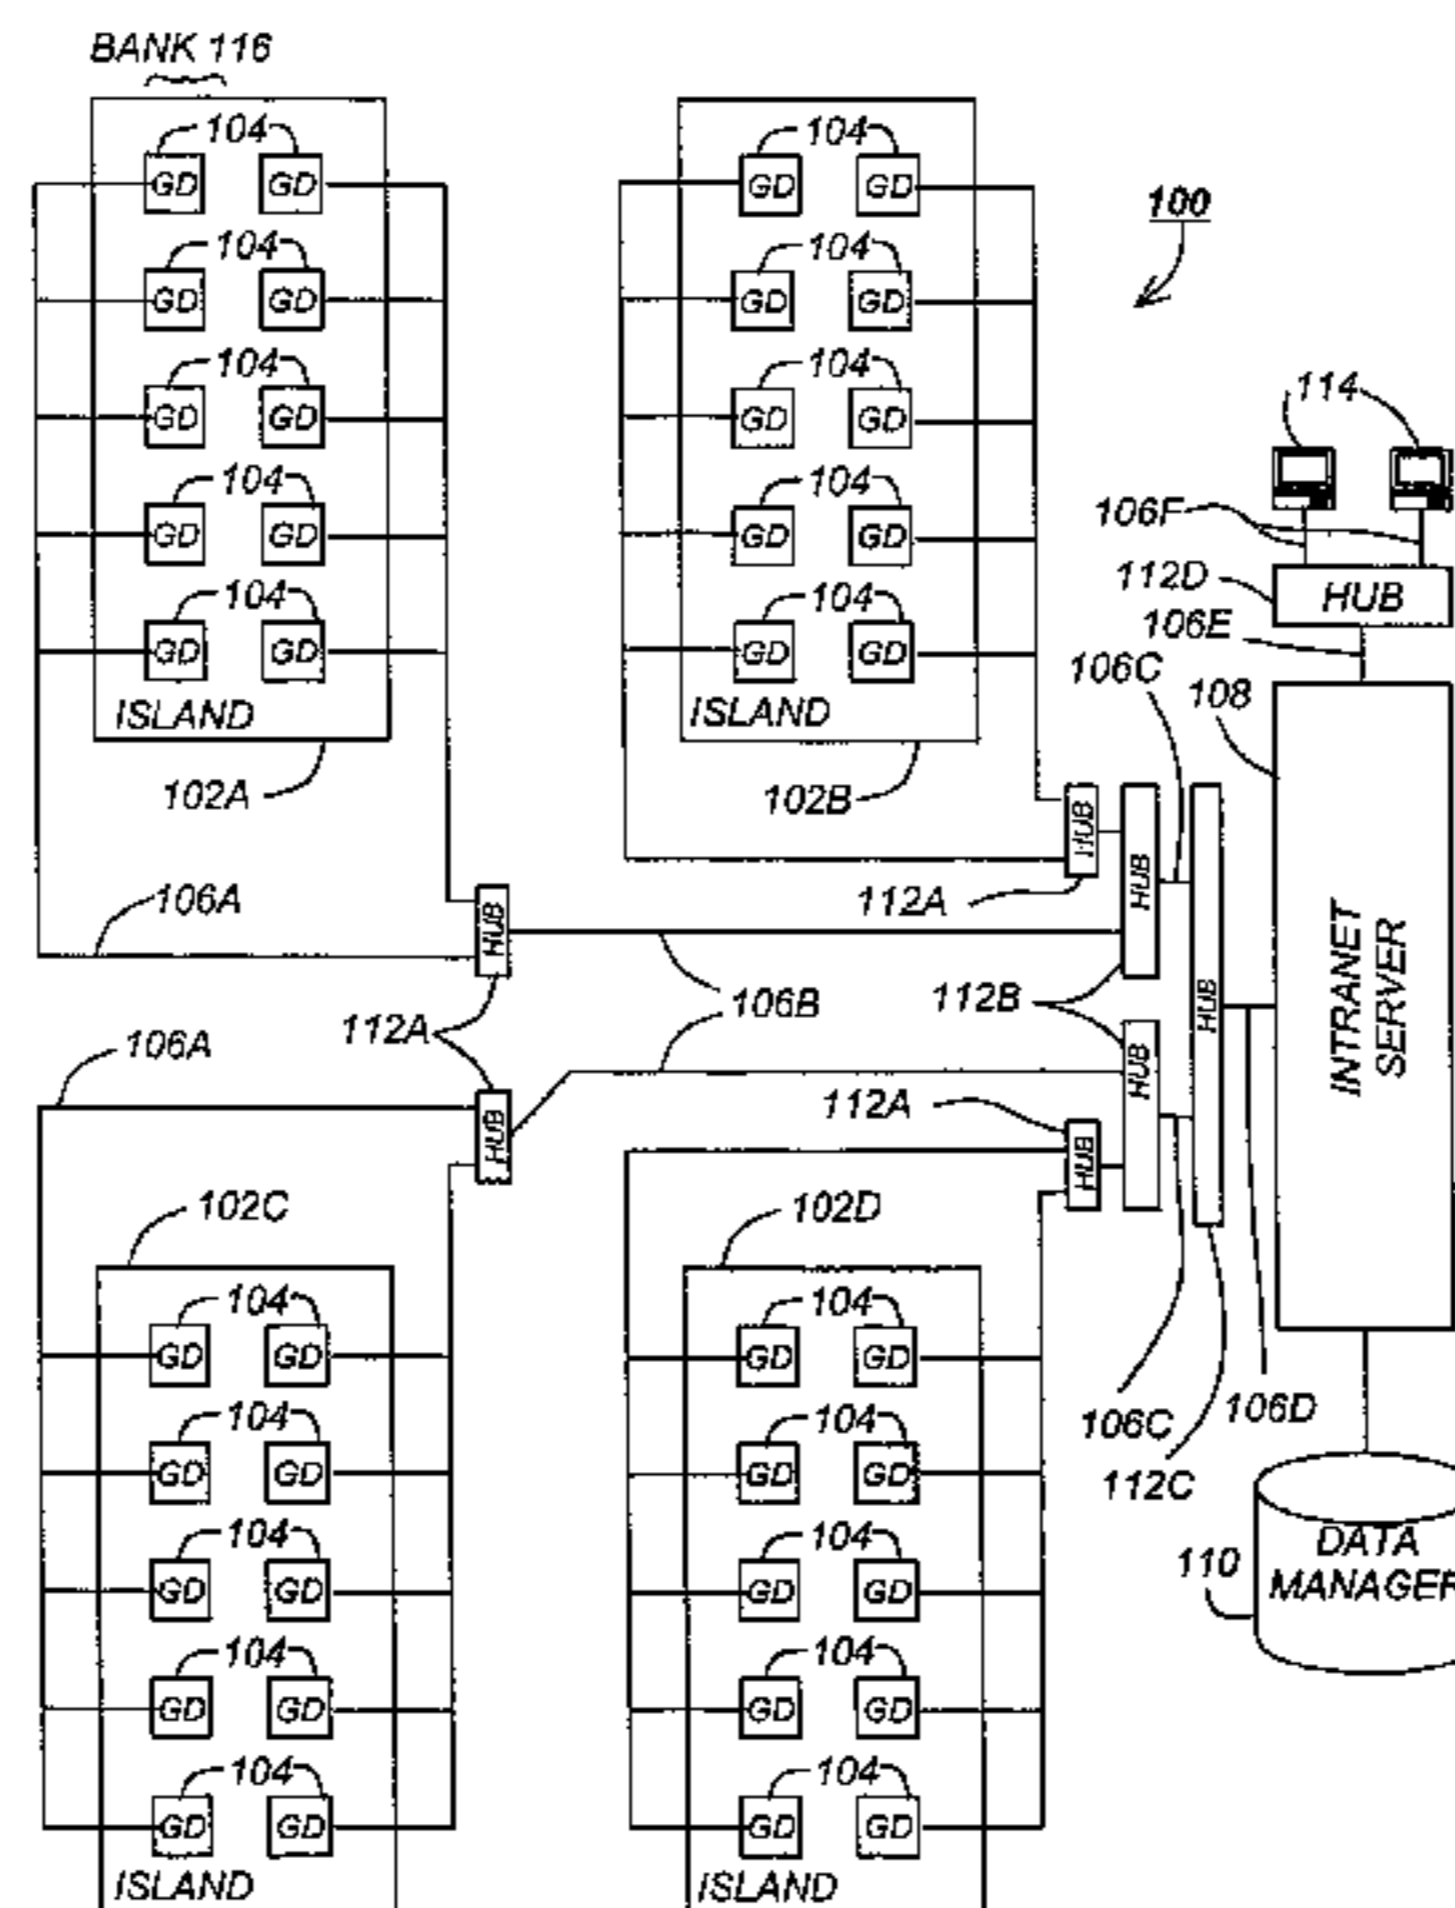 BANK 116
104 104
GD GD GD GD
100
104 104
GD GD GD GD
104 104
GD GD GD GD
114
104 104
GD GD GD GD
106F
112D HUB
104 104
GD GD GD GD
106E
106C
108
ISLAND ISLAND
102A 102B
HUB
HUB
112A
106A
HUB
INTRANET
SERVER
HUB
112B
106B
112A
106A
HUB
112A
HUB
HUB
102C 102D
104 104
GD GD GD GD
106C 106D
104 104
GD GD GD GD
112C
104 104
GD GD GD GD
110
DATA
MANAGER
104 104
GD GD GD GD
104 104
GD GD GD GD
ISLAND ISLAND